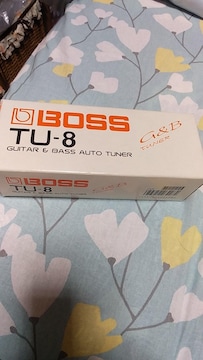 BOSS
TU-8
GUITAR & BASS AUTO TUNER
G&B
TUNER
BOSS
TU-8